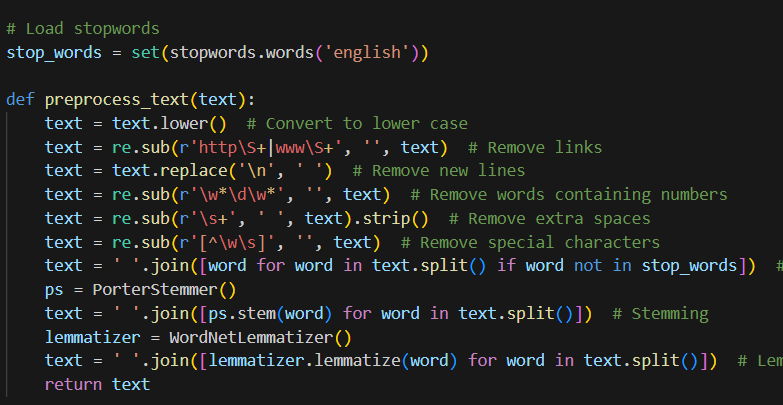 # Load stopwords
stop_words = set(stopwords.words('english'))
def preprocess_text(text):
text = text.lower()  # Convert to lower case
text = re.sub(r'http\S+|www\S+', '', text)  # Remove links
text = text.replace('\n', ' ')  # Remove new lines
text = re.sub(r'\w*\d\w*', '', text)  # Remove words containing numbers
text = re.sub(r'\s+', ' ', text).strip()  # Remove extra spaces
text = re.sub(r'[^\w\s]', '', text)  # Remove special characters
text = ' '.join([word for word in text.split() if word not in stop_words])  #
ps = PorterStemmer()
text = ' '.join([ps.stem(word) for word in text.split()])  # Stemming
lemmatizer = WordNetLemmatizer()
text = ' '.join([lemmatizer.lemmatize(word) for word in text.split()])  # Lem
return text